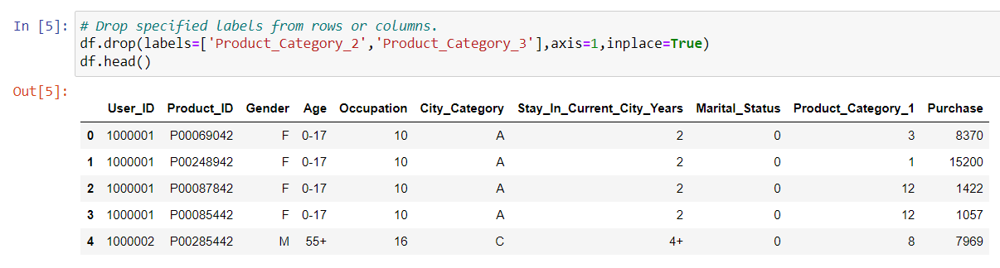 In [5]: # Drop specified labels from rows or columns.
df.drop(labels=['Product_Category_2','Product_Category_3'],axis=1,inplace=True)
df.head()
Out[5]:
User_ID Product_ID Gender Age Occupation City_Category Stay_In_Current_City_Years Marital_Status Product_Category_1 Purchase
0 1000001 P00069042 F 0-17 10 A 2 0 3 8370
1 1000001 P00248942 F 0-17 10 A 2 0 1 15200
2 1000001 P00087842 F 0-17 10 A 2 0 12 1422
3 1000001 P00085442 F 0-17 10 A 2 0 12 1057
4 1000002 P00285442 M 55+ 16 C 4+ 0 8 7969